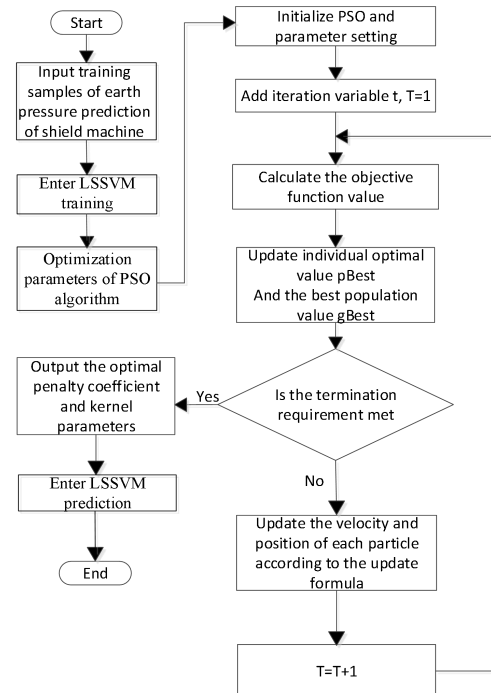 Start
Input training
samples of earth
pressure prediction
of shield machine
Enter LSSVM
training
Optimization
parameters of PSO
algorithm
Initialize PSO and
parameter setting
Add iteration variable t, T=1
Calculate the objective
function value
Update individual optimal
value pBest
And the best population
value gBest
Is the termination
requirement met
Yes
Output the optimal
penalty coefficient
and kernel
parameters
Enter LSSVM
prediction
End
No
Update the velocity and
position of each particle
according to the update
formula
T=T+1